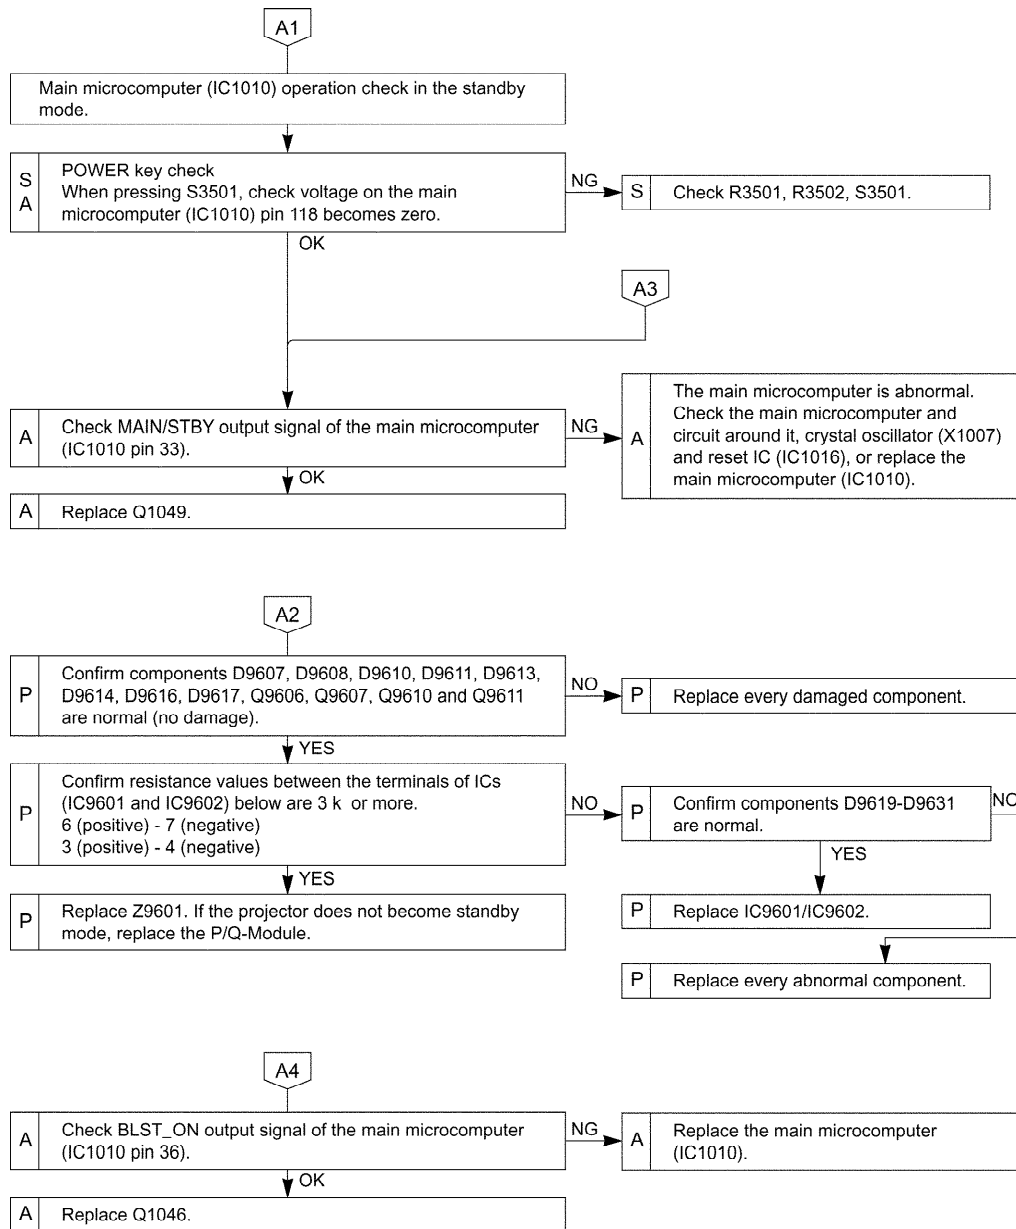 A1
Main microcomputer (IC1010) operation check in the standby
mode.
S
A
POWER key check
When pressing S3501, check voltage on the main
microcomputer (IC1010) pin 118 becomes zero.
NG
S
Check R3501, R3502, S3501.
OK
A3
A
Check MAIN/STBY output signal of the main microcomputer
(IC1010 pin 33).
NG
A
The main microcomputer is abnormal.
Check the main microcomputer and
circuit around it, crystal oscillator (X1007)
and reset IC (IC1016), or replace the
main microcomputer (IC1010).
OK
A
Replace Q1049.
A2
P
Confirm components D9607, D9608, D9610, D9611, D9613,
D9614, D9616, D9617, Q9606, Q9607, Q9610 and Q9611
are normal (no damage).
NO
P
Replace every damaged component.
YES
P
Confirm resistance values between the terminals of ICs
(IC9601 and IC9602) below are 3 k or more.
6 (positive) - 7 (negative)
3 (positive) - 4 (negative)
NO
P
Confirm components D9619-D9631
are normal.
NO
YES
YES
P
Replace Z9601. If the projector does not become standby
mode, replace the P/Q-Module.
P
Replace IC9601/IC9602.
P
Replace every abnormal component.
A4
A
Check BLST_ON output signal of the main microcomputer
(IC1010 pin 36).
NG
A
Replace the main microcomputer
(IC1010).
OK
A
Replace Q1046.